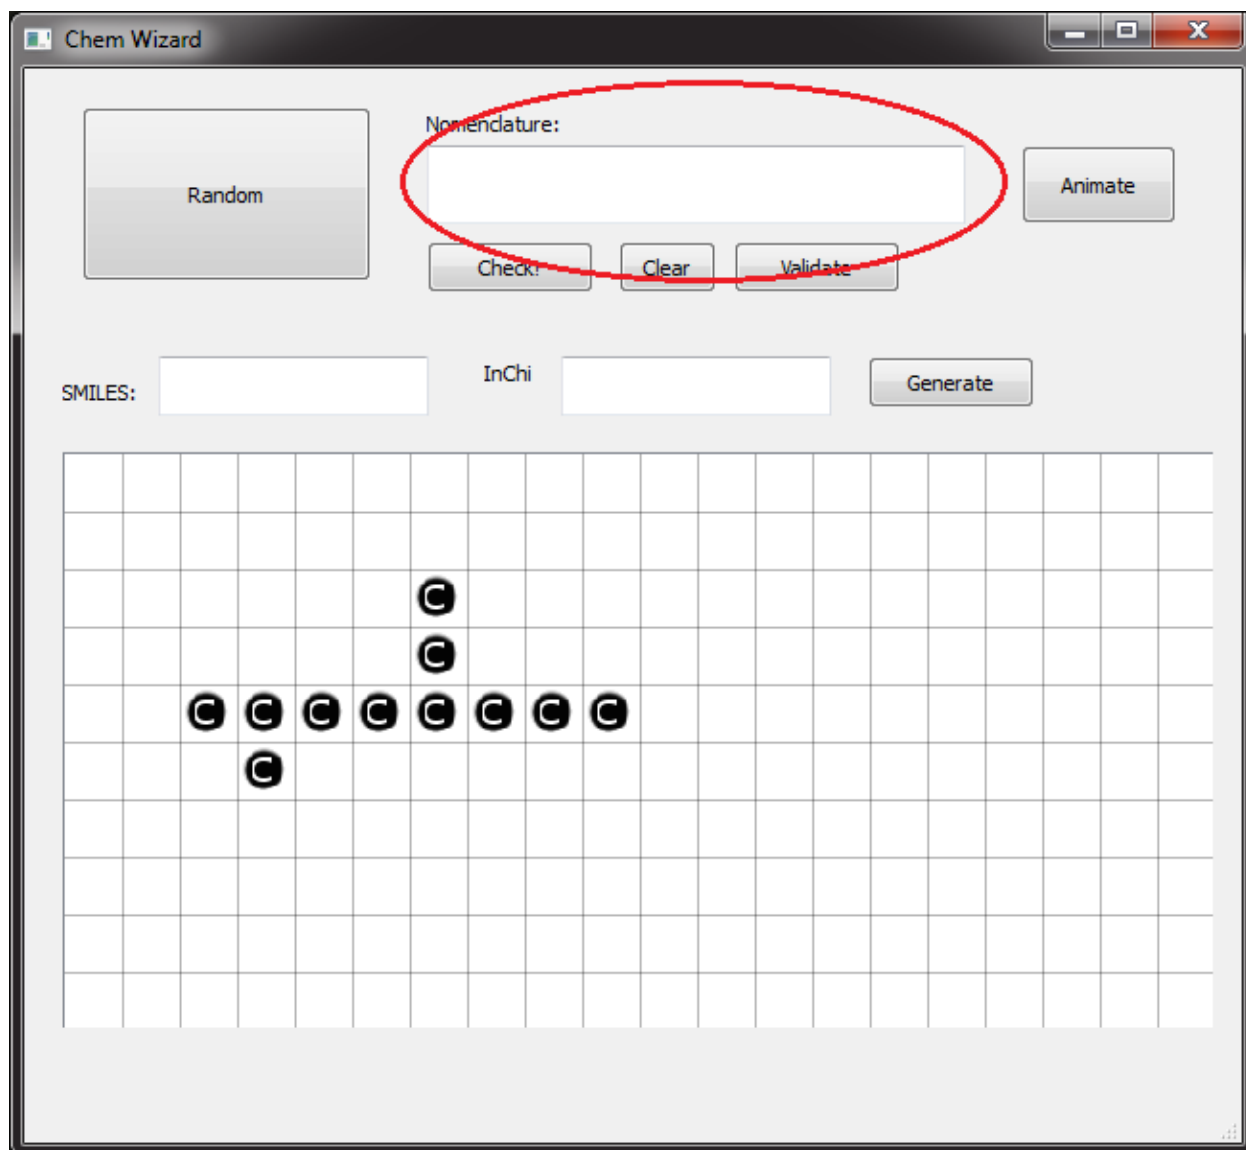 Chem Wizard
Nomenclature:
Random
Animate
Check!
Clear
Validate
SMILES:
InChi
Generate
C
C
C C C C C C C C
C